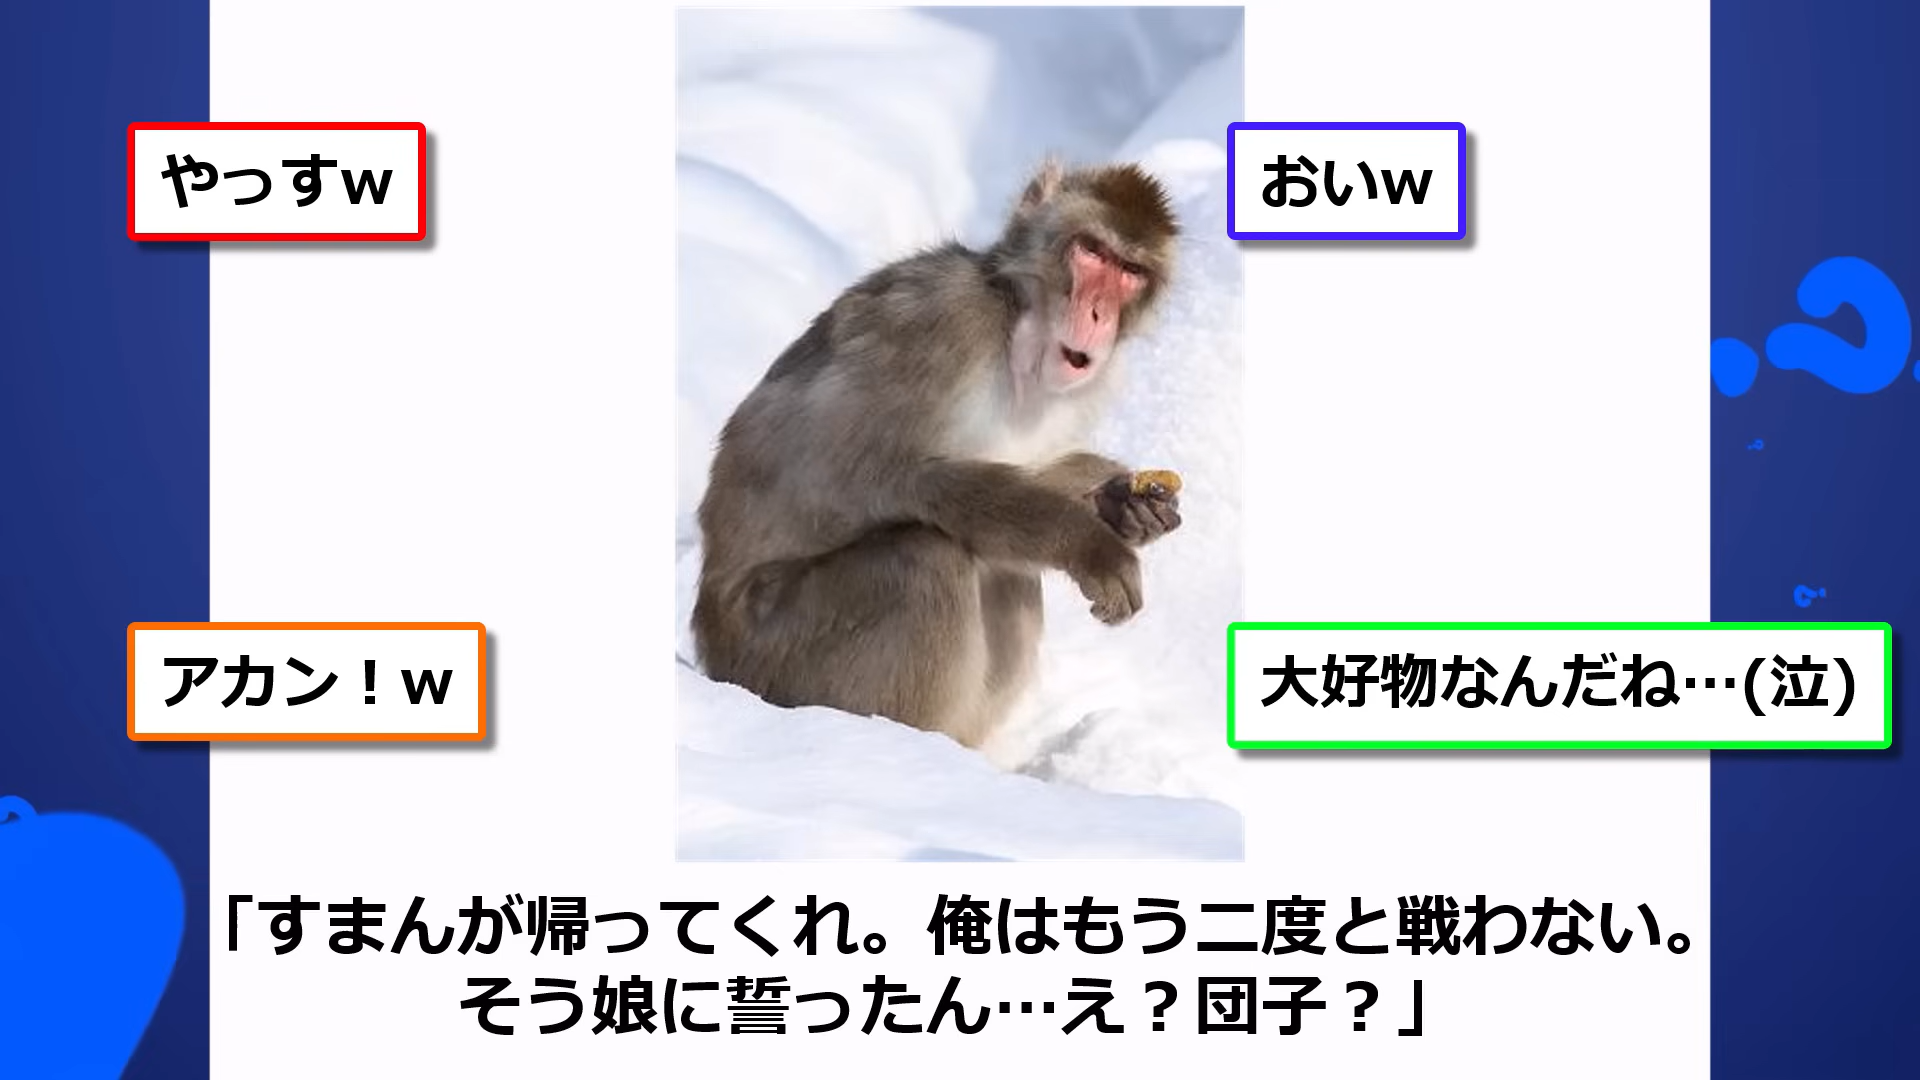 やっすw
おいw
アカン！w
大好物なんだね…(泣)
「すまんが帰ってくれ。俺はもう二度と戦わない。
そう娘に誓ったん…え？団子？」